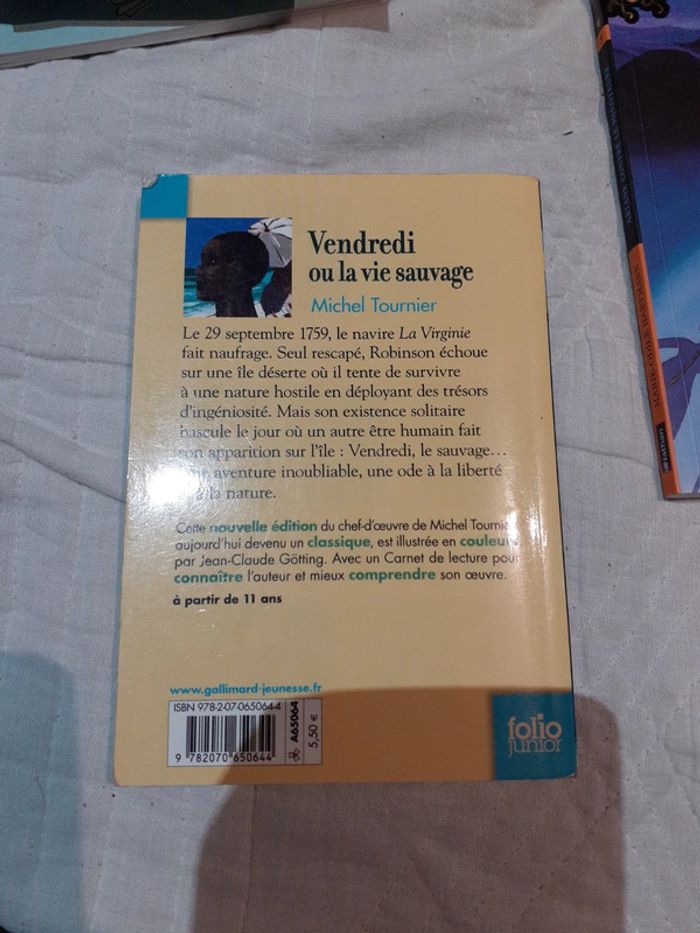 Vendredi
ou la vie sauvage
Michel Tournier
Le 29 septembre 1759, le navire La Virginie
fait naufrage. Seul rescapé, Robinson échoue
sur une île déserte où il tente de survivre
à une nature hostile en déployant des trésors
d'ingéniosité. Mais son existence solitaire
bascule le jour où un autre être humain fait
son apparition sur l'île : Vendredi, le sauvage...
aventure inoubliable, une ode à la liberté
à la nature.
Cette nouvelle édition du chef-d'œuvre de Michel Tournier
aujourd'hui devenu un classique, est illustrée en couleurs
par Jean-Claude Götting. Avec un Carnet de lecture pour
connaître l'auteur et mieux comprendre son œuvre.
à partir de 11 ans
www.gallimard-jeunesse.fr
ISBN 978-2-07-065064-4
9 782070 650644
A65064
5,50 €
folio
junior
nathan